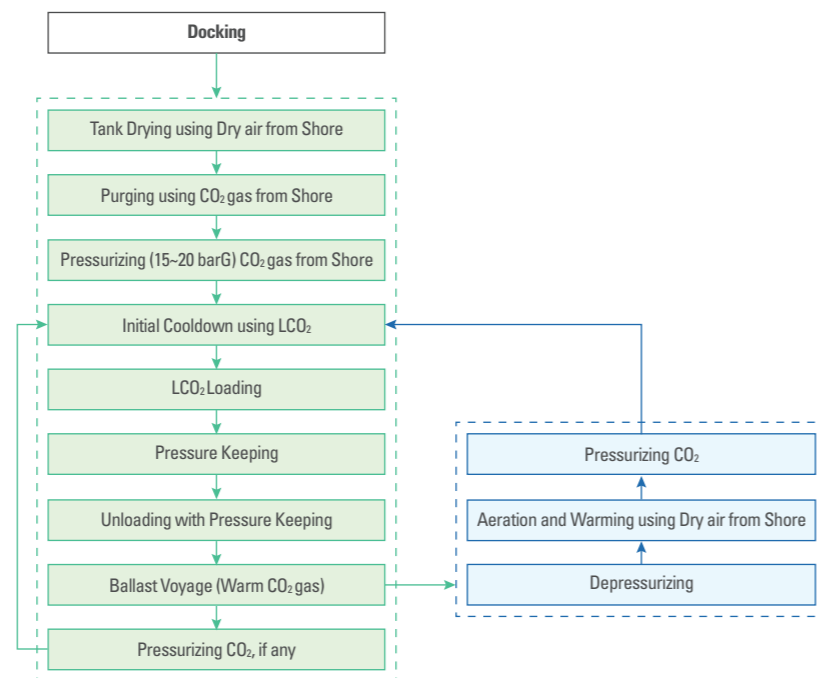 Docking
Tank Drying using Dry air from Shore
Purging using CO₂ gas from Shore
Pressurizing (15~20 barG) CO₂ gas from Shore
Initial Cooldown using LCO₂
LCO₂ Loading
Pressure Keeping
Unloading with Pressure Keeping
Ballast Voyage (Warm CO₂ gas)
Pressurizing CO₂, if any
Pressurizing CO₂
Aeration and Warming using Dry air from Shore
Depressurizing